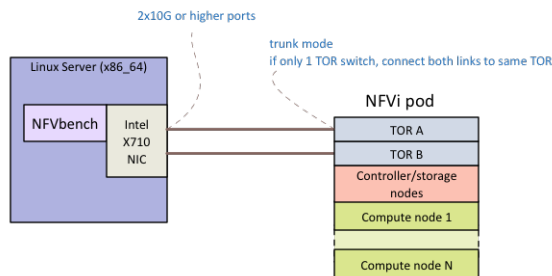 2x10G or higher ports
trunk mode
if only 1 TOR switch, connect both links to same TOR
Linux Server (x86_64)
NFVbench
Intel
X710
NIC
NFVi pod
TOR A
TOR B
Controller/storage
nodes
Compute node 1
Compute node N